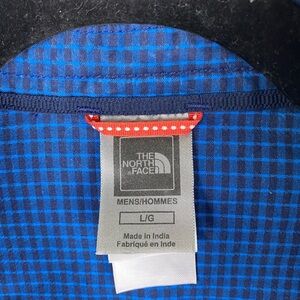 THE
NORTH
FACE
MENS/HOMMES
L/G
Made in India
Fabriqué en Inde